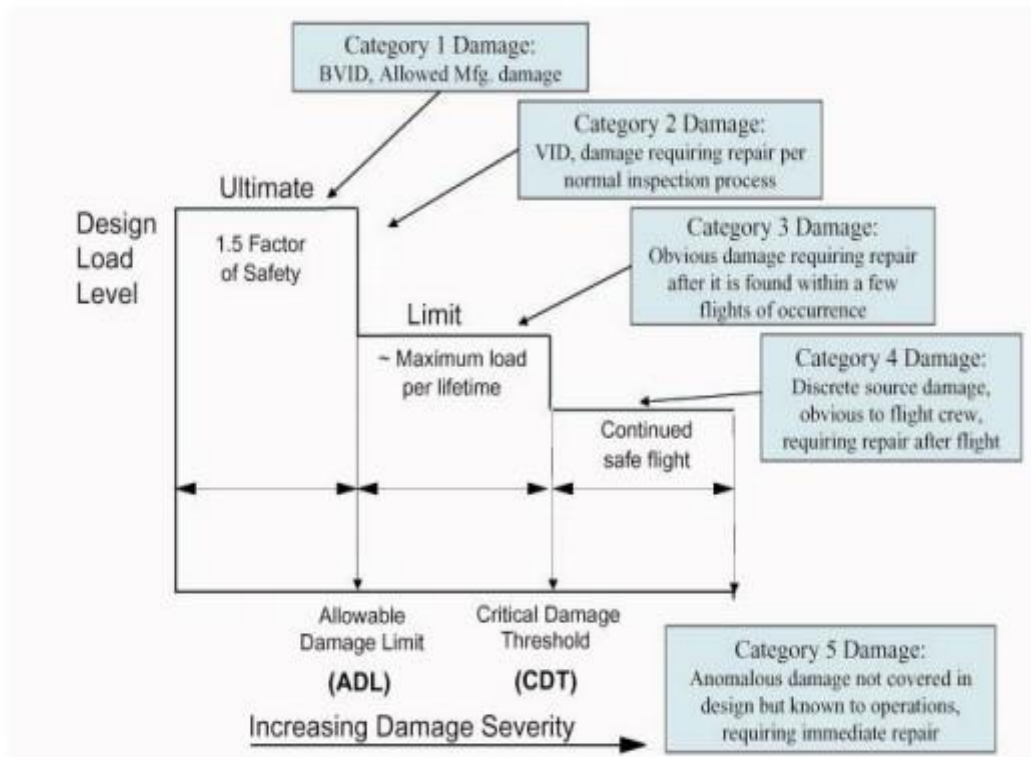 Category 1 Damage:
BVID, Allowed Mfg. damage
Category 2 Damage:
VID, damage requiring repair per
normal inspection process
Ultimate
Design
Load
Level
1.5 Factor
of Safety
Category 3 Damage:
Obvious damage requiring repair
after it is found within a few
flights of occurrence
Limit
~ Maximum load
per lifetime
Category 4 Damage:
Discrete source damage,
obvious to flight crew,
requiring repair after flight
Continued
safe flight
Allowable
Damage Limit
(ADL)
Critical Damage
Threshold
(CDT)
Category 5 Damage:
Anomalous damage not covered in
design but known to operations,
requiring immediate repair
Increasing Damage Severity